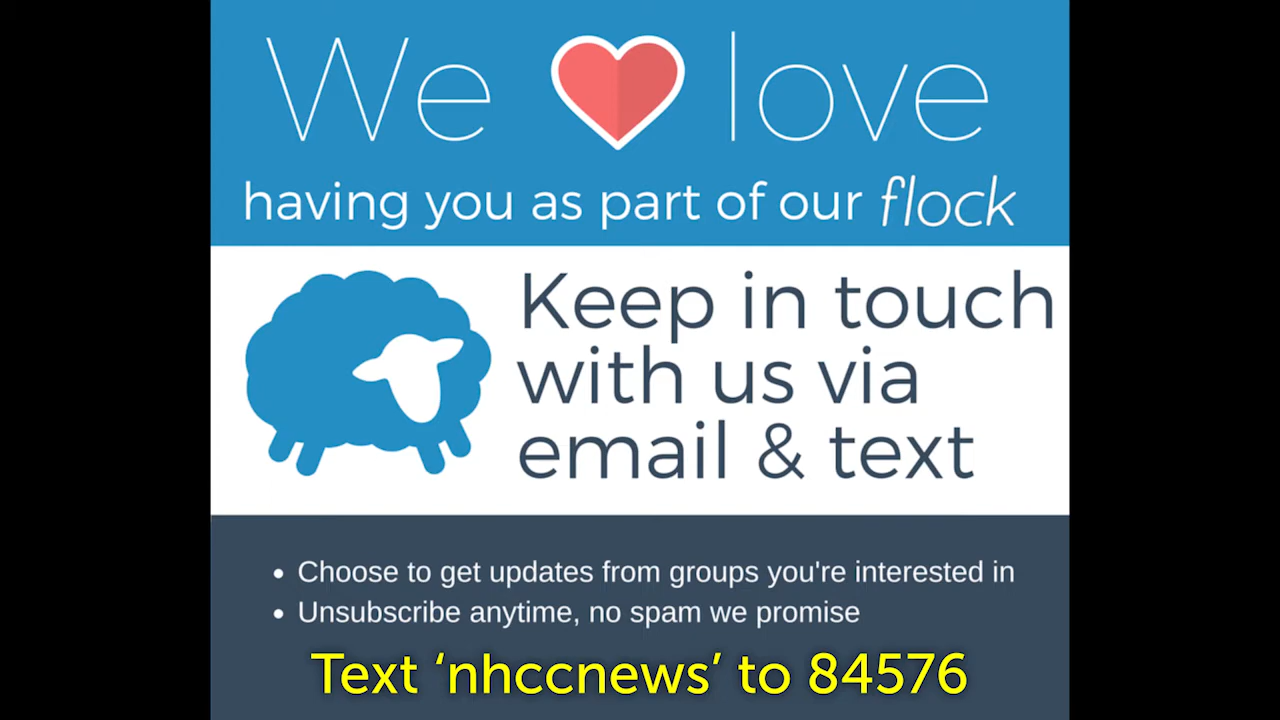 We love
having you as part of our flock
Keep in touch
with us via
email & text
• Choose to get updates from groups you're interested in
• Unsubscribe anytime, no spam we promise
Text ‘nhccnews’ to 84576